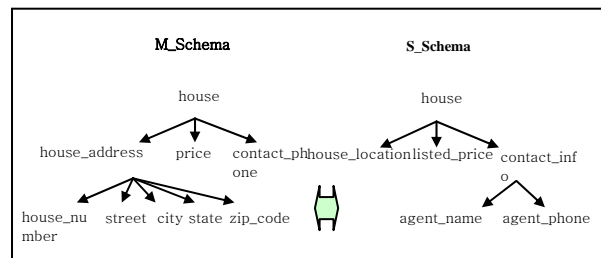 M_Schema
S_Schema
house
house
house_address
price
contact_ph
one
house_location
listed_price
contact_inf
o
house_nu
mber
street
city
state
zip_code
agent_name
agent_phone